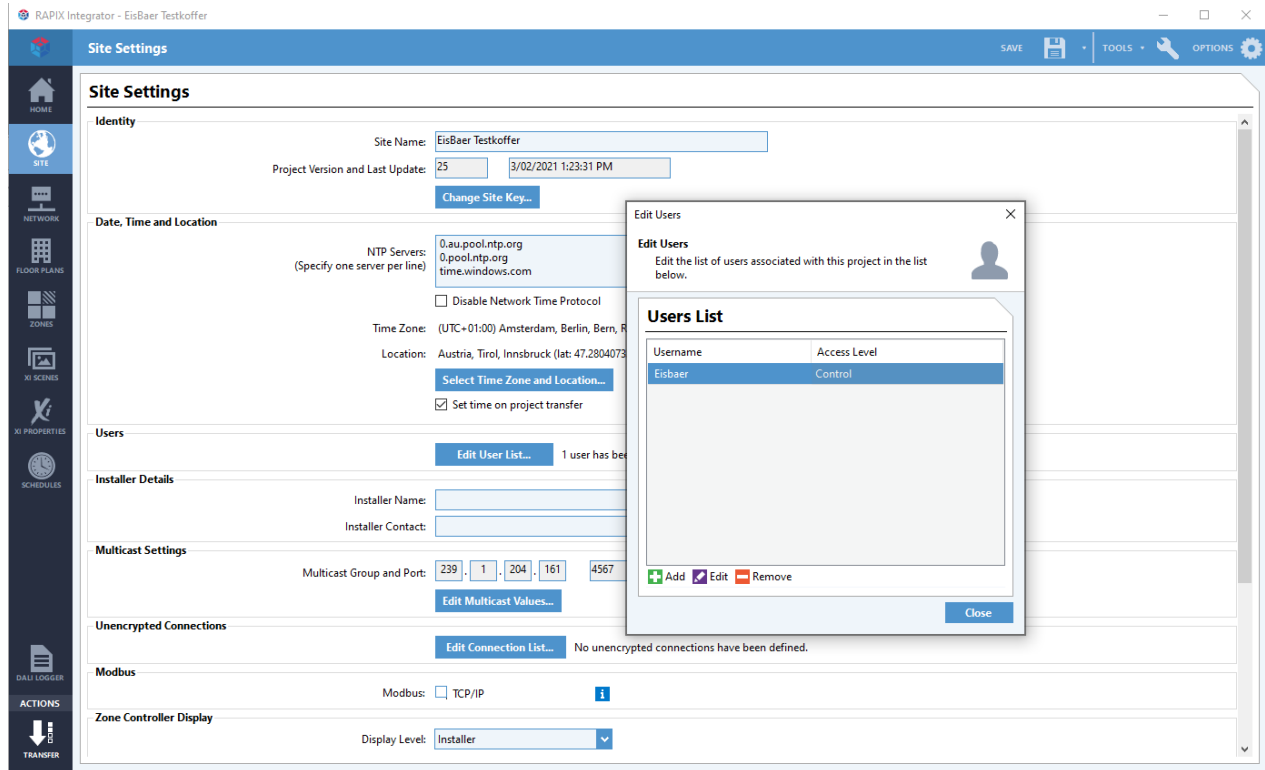 RAPIX Integrator - EisBaer Testkoffer
Site Settings
SAVE
TOOLS
OPTIONS
HOME
SITE
NETWORK
FLOOR PLANS
ZONES
XI SCENES
XI PROPERTIES
SCHEDULES
DALI LOGGER
ACTIONS
TRANSFER
Site Settings
Identity
Site Name: EisBaer Testkoffer
Project Version and Last Update: 25 3/02/2021 1:23:31 PM
Change Site Key...
Date, Time and Location
NTP Servers:
(Specify one server per line)
0.au.pool.ntp.org
0.pool.ntp.org
time.windows.com
Disable Network Time Protocol
Time Zone: (UTC+01:00) Amsterdam, Berlin, Bern, R
Location: Austria, Tirol, Innsbruck (lat: 47.2804073
Select Time Zone and Location...
Set time on project transfer
Users
Edit User List... 1 user has bee
Installer Details
Installer Name:
Installer Contact:
Multicast Settings
Multicast Group and Port: 239 . 1 . 204 . 161 4567
Edit Multicast Values...
Unencrypted Connections
Edit Connection List... No unencrypted connections have been defined.
Modbus
Modbus: TCP/IP
Zone Controller Display
Display Level: Installer
Edit Users
Edit Users
Edit the list of users associated with this project in the list
below.
Users List
Username Access Level
Eisbaer Control
Add Edit Remove
Close